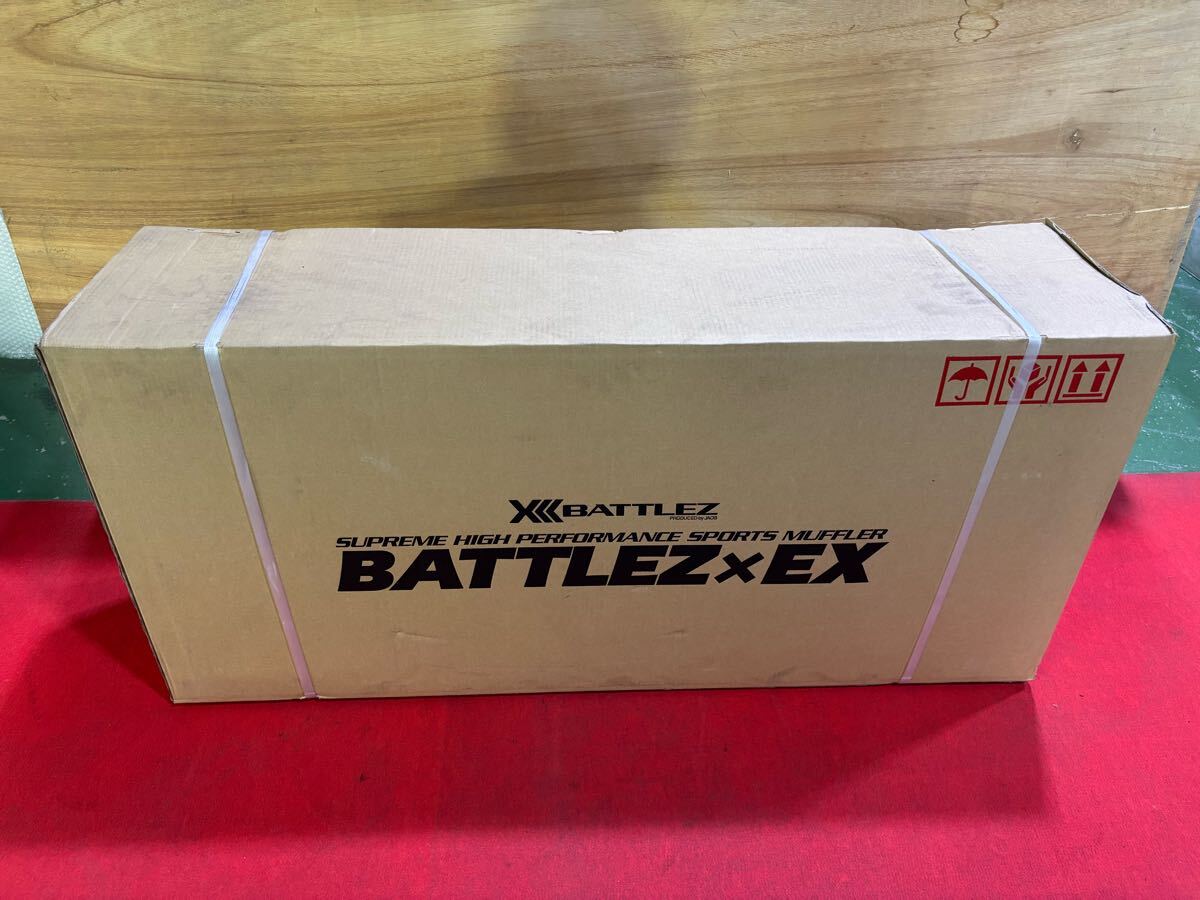 BATTLEZ
PRODUCED by JAOS
SUPREME HIGH PERFORMANCE SPORTS MUFFLER
BATTLEZ×EX